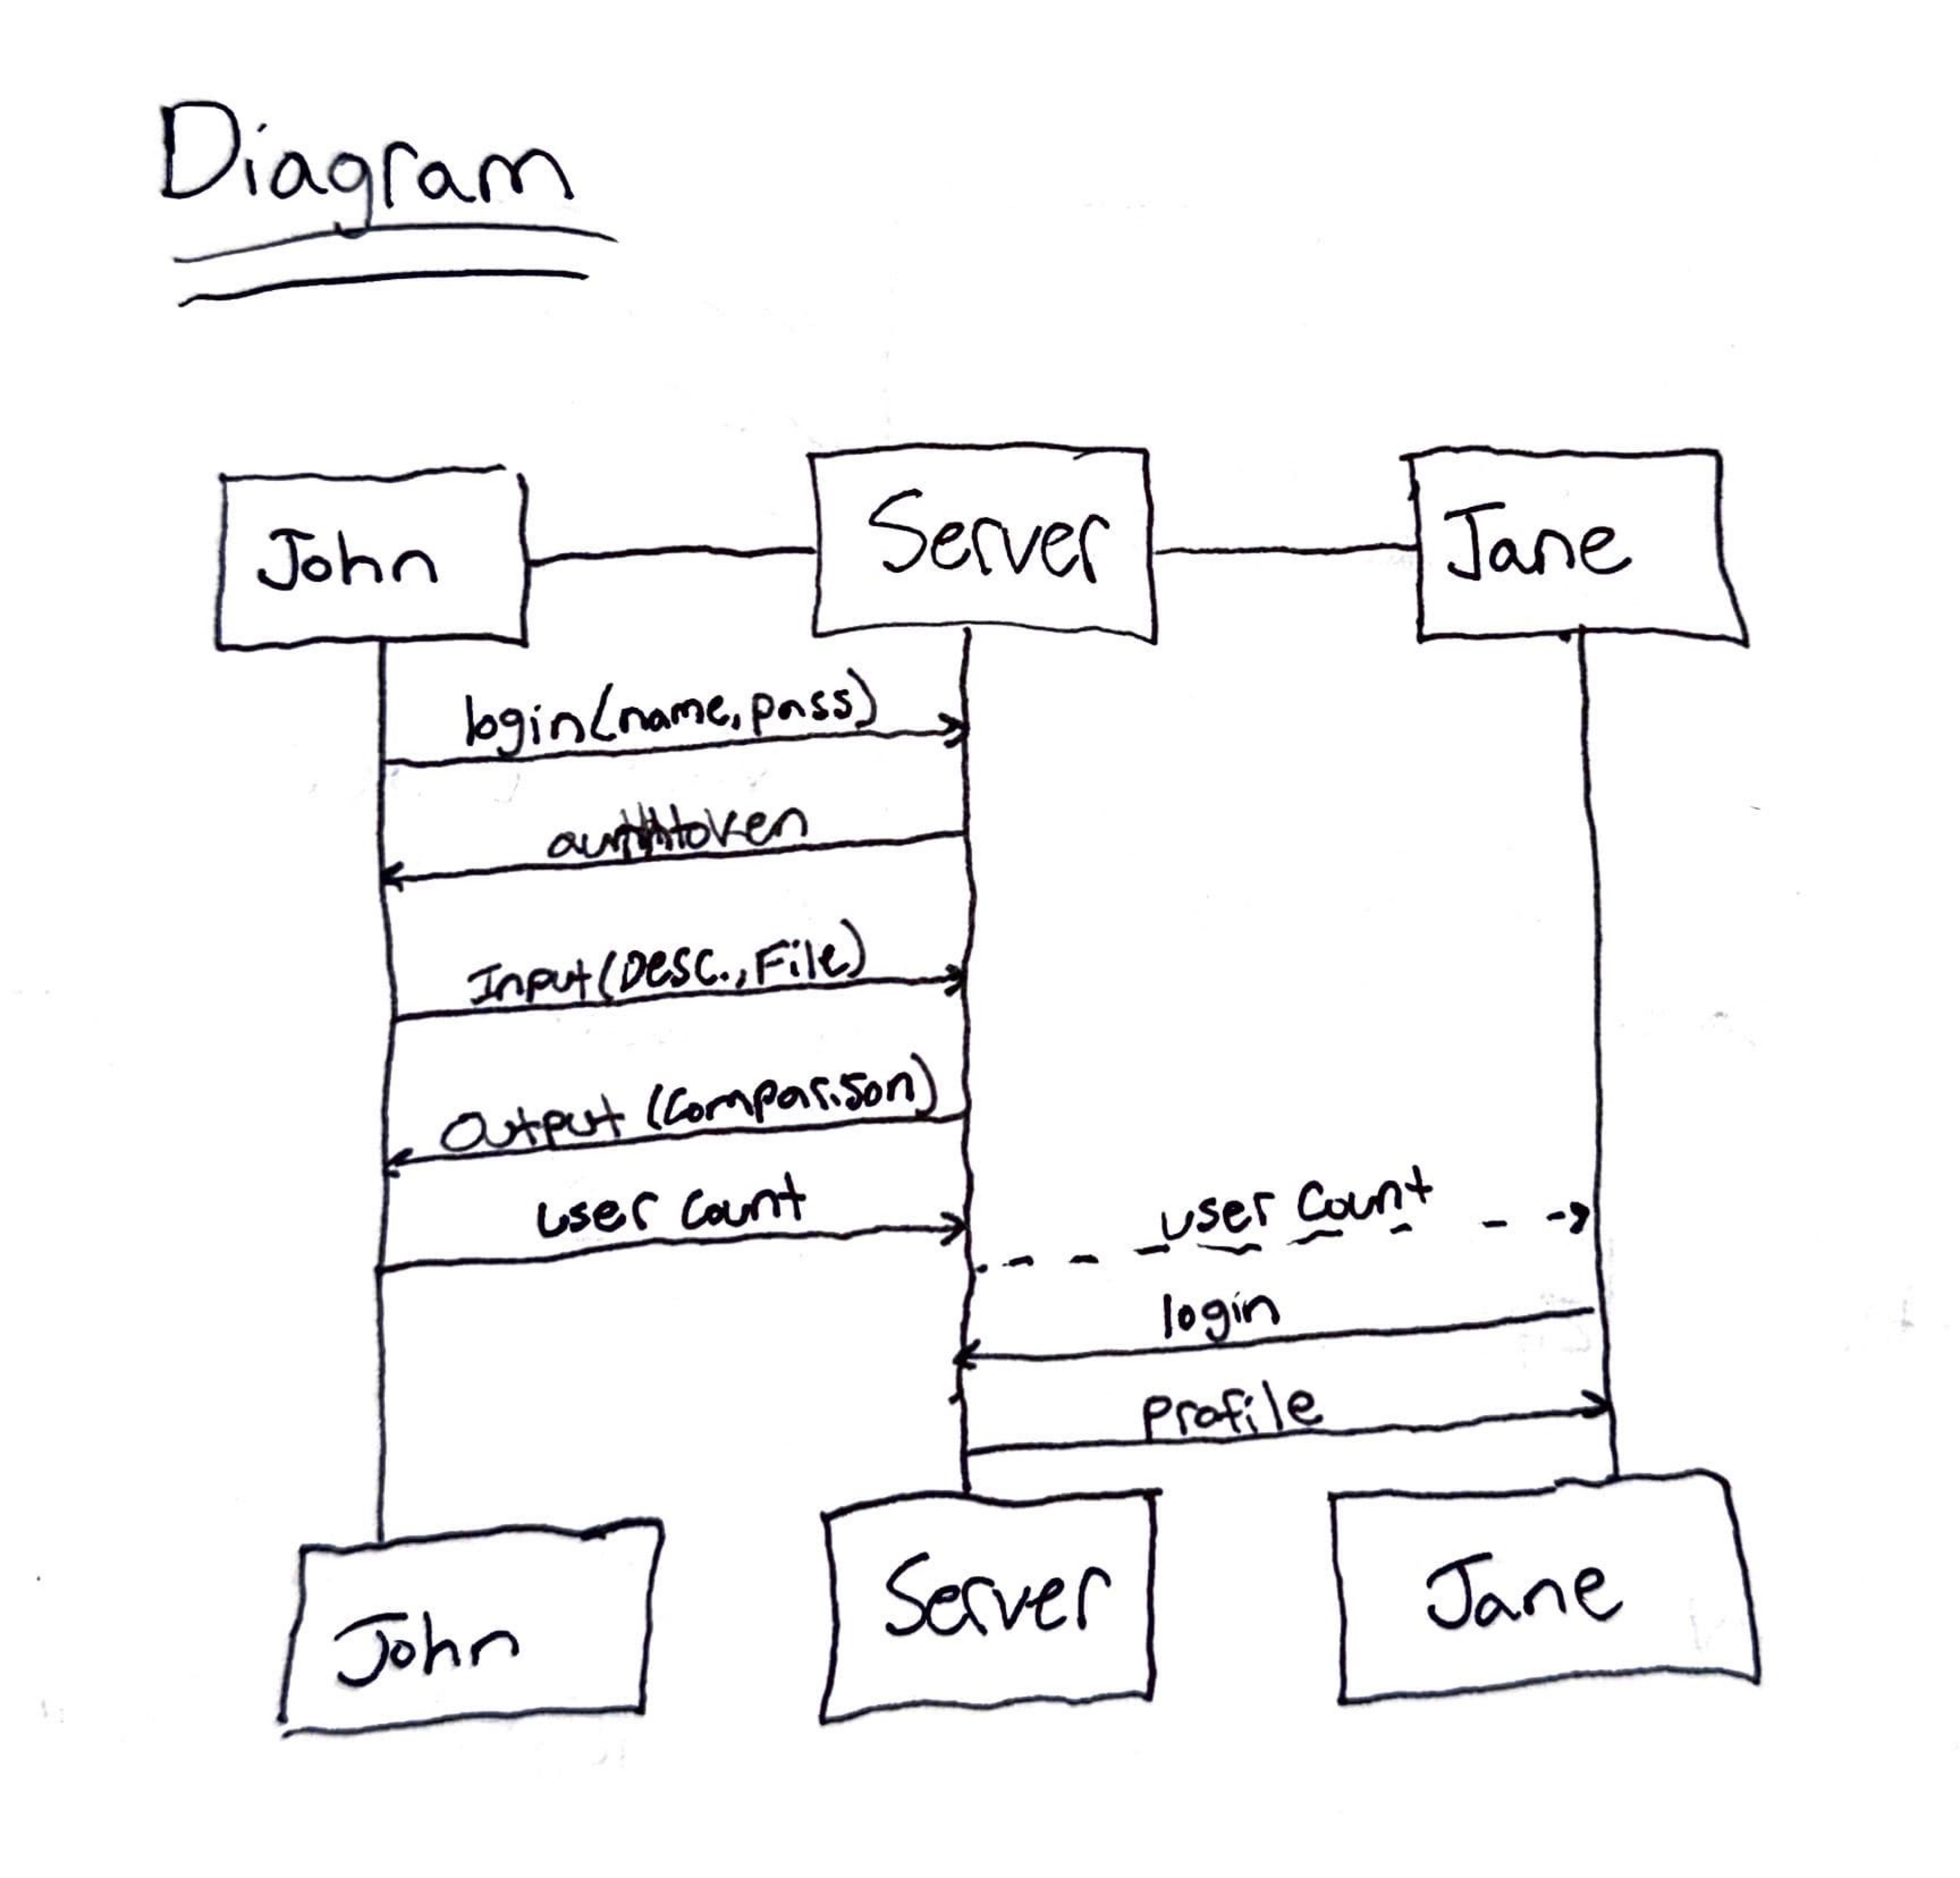 Diagram
John Server Jane
login(name,pass)
Input(Desc.,File)
Output (Comparison)
user count
user count
login
profile
John Server Jane